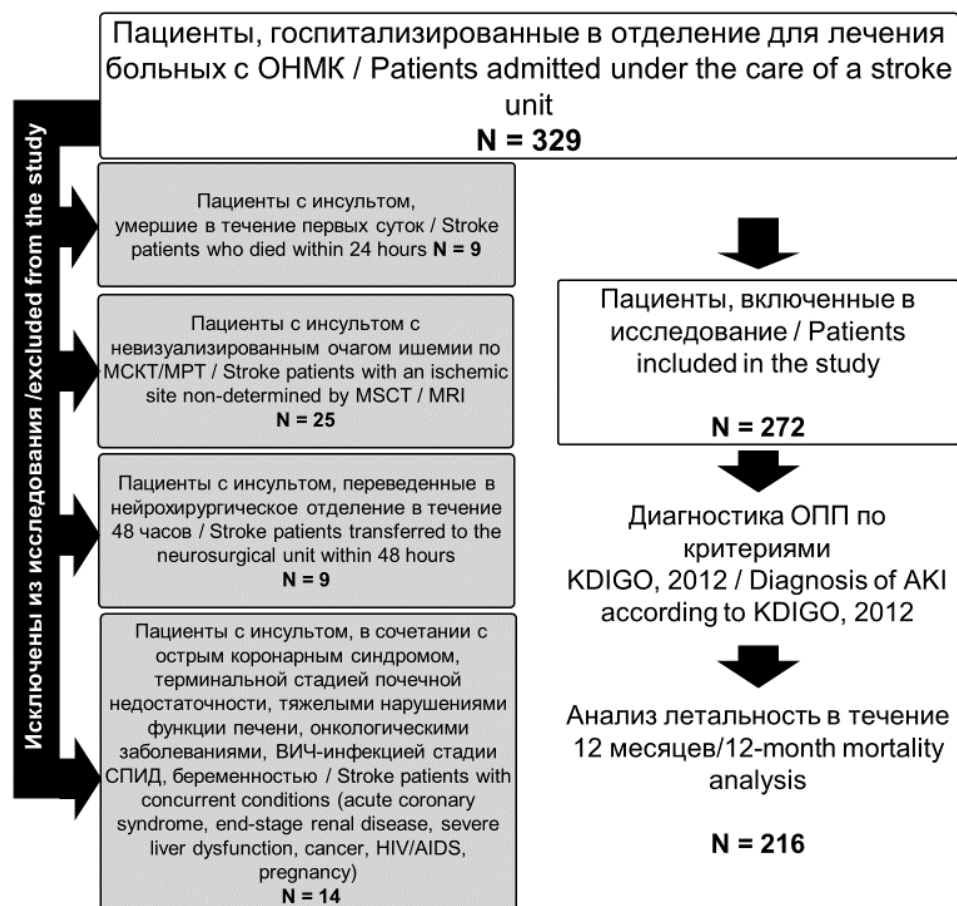 Пациенты, госпитализированные в отделение для лечения
больных с ОНМК / Patients admitted under the care of a stroke
unit
N = 329
Исключены из исследования /excluded from the study
Пациенты с инсультом,
умершие в течение первых суток / Stroke
patients who died within 24 hours N = 9
Пациенты с инсультом с
невизуализированным очагом ишемии по
МСКТ/МРТ / Stroke patients with an ischemic
site non-determined by MSCT / MRI
N = 25
Пациенты с инсультом, переведенные в
нейрохирургическое отделение в течение
48 часов / Stroke patients transferred to the
neurosurgical unit within 48 hours
N = 9
Пациенты с инсультом, в сочетании с
острым коронарным синдромом,
терминальной стадией почечной
недостаточности, тяжелыми нарушениями
функции печени, онкологическими
заболеваниями, ВИЧ-инфекцией стадии
СПИД, беременностью / Stroke patients with
concurrent conditions (acute coronary
syndrome, end-stage renal disease, severe
liver dysfunction, cancer, HIV/AIDS,
pregnancy)
N = 14
Пациенты, включенные в
исследование / Patients
included in the study
N = 272
Диагностика ОПП по
критериями
KDIGO, 2012 / Diagnosis of AKI
according to KDIGO, 2012
Анализ летальность в течение
12 месяцев/12-month mortality
analysis
N = 216